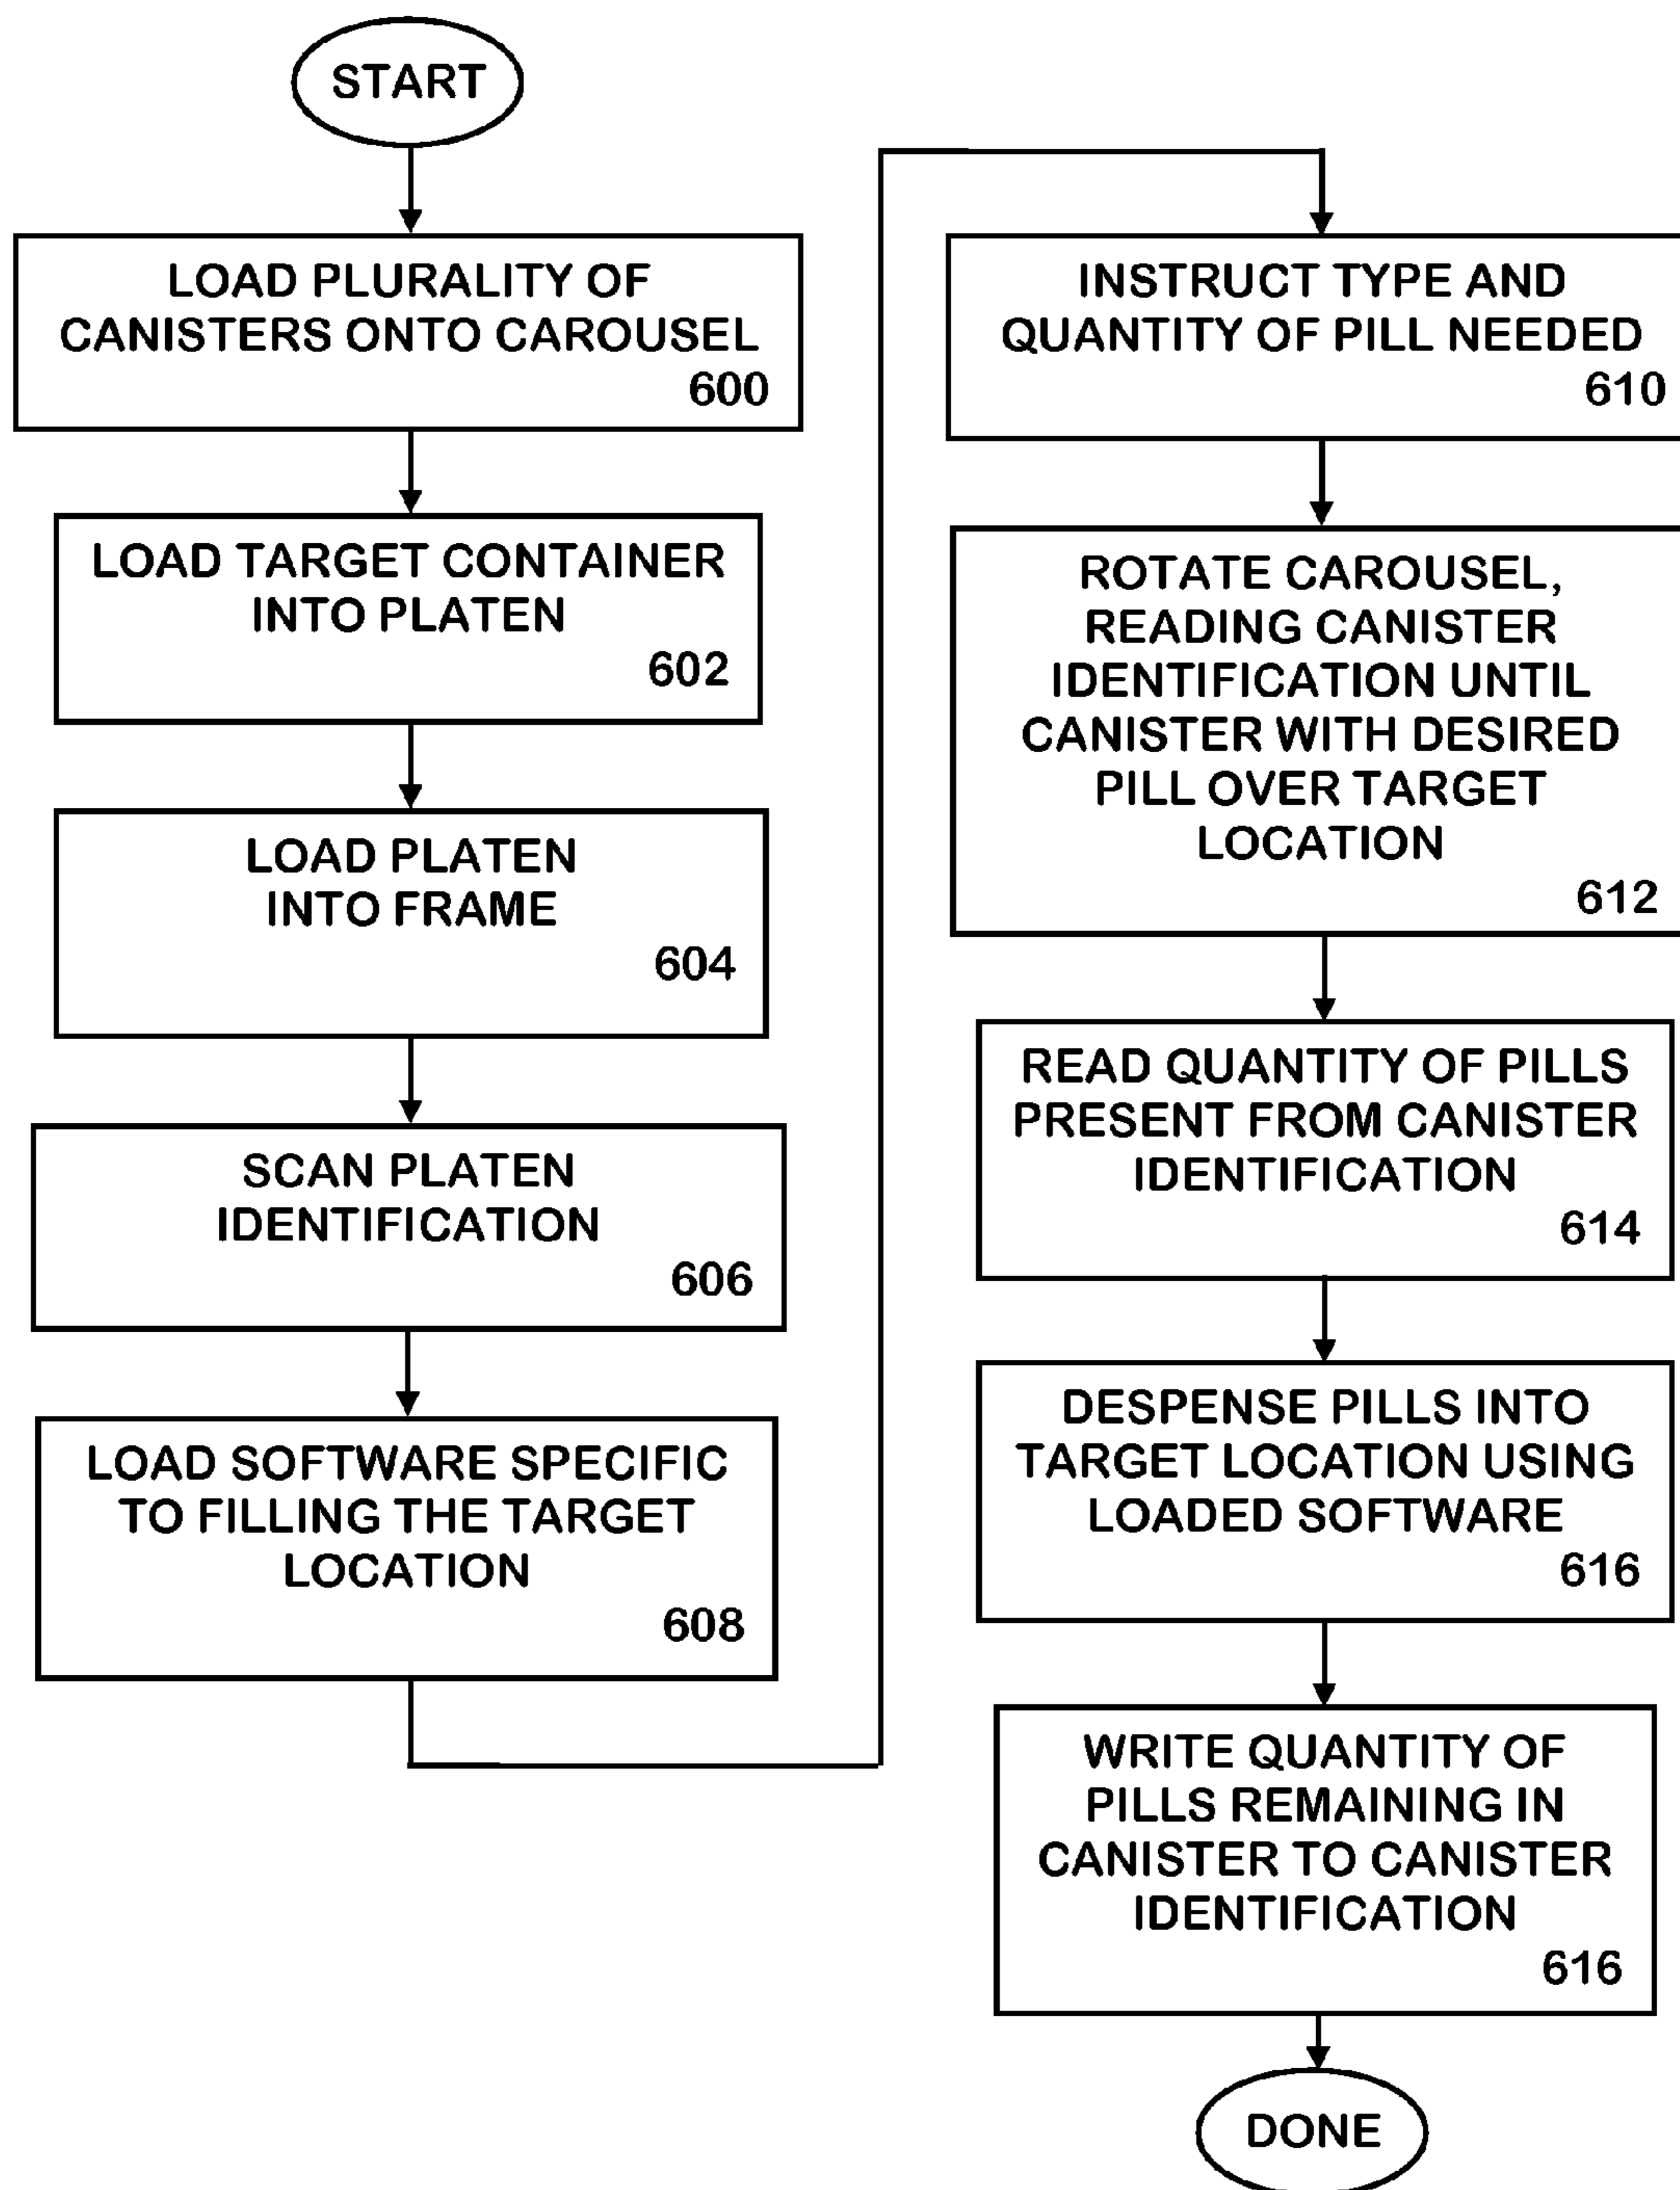 START
LOAD PLURALITY OF
CANISTERS ONTO CAROUSEL
600
LOAD TARGET CONTAINER
INTO PLATEN
602
LOAD PLATEN
INTO FRAME
604
SCAN PLATEN
IDENTIFICATION
606
LOAD SOFTWARE SPECIFIC
TO FILLING THE TARGET
LOCATION
608
INSTRUCT TYPE AND
QUANTITY OF PILL NEEDED
610
ROTATE CAROUSEL,
READING CANISTER
IDENTIFICATION UNTIL
CANISTER WITH DESIRED
PILL OVER TARGET
LOCATION
612
READ QUANTITY OF PILLS
PRESENT FROM CANISTER
IDENTIFICATION
614
DESPENSE PILLS INTO
TARGET LOCATION USING
LOADED SOFTWARE
616
WRITE QUANTITY OF
PILLS REMAINING IN
CANISTER TO CANISTER
IDENTIFICATION
616
DONE